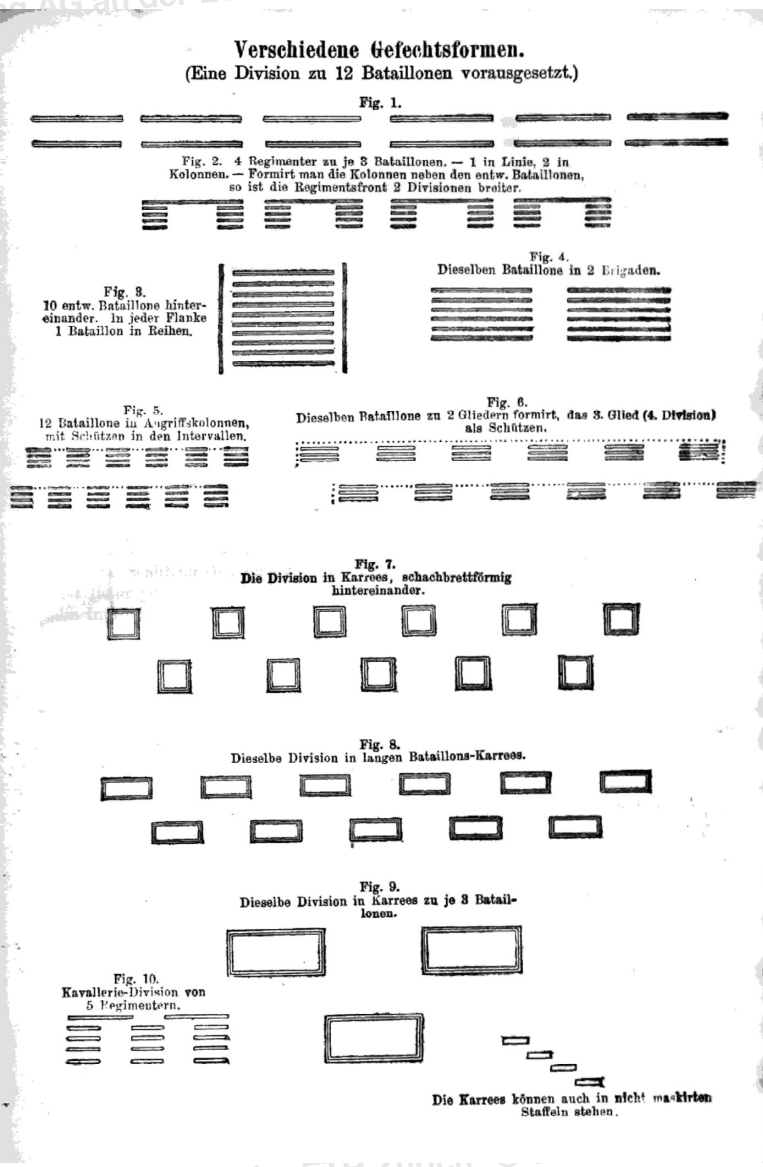 Verschiedene Gefechtsformen.
(Eine Division zu 12 Bataillonen vorausgesetzt.)
Fig. 1.
Fig. 2. 4 Regimenter zu je 3 Bataillonen. — 1 in Linie, 2 in
Kolonnen. — Formirt man die Kolonnen neben den entw. Bataillonen,
so ist die Regimentsfront 2 Divisionen breiter.
Fig. 3.
10 entw. Bataillone hinter-
einander. In jeder Flanke
1 Bataillon in Reihen.
Fig. 4.
Dieselben Bataillone in 2 Brigaden.
Fig. 5.
12 Bataillone in Angriffskolonnen,
mit Schützen in den Intervallen.
Fig. 6.
Dieselben Bataillone zu 2 Gliedern formirt, das 3. Glied (4. Division)
als Schützen.
Fig. 7.
Die Division in Karrees, schachbrettförmig
hintereinander.
Fig. 8.
Dieselbe Division in langen Bataillons-Karrees.
Fig. 9.
Dieselbe Division in Karrees zu je 3 Batail-
lonen.
Fig. 10.
Kavallerie-Division von
5 Regimentern.
Die Karrees können auch in nicht maskirten
Staffeln stehen.